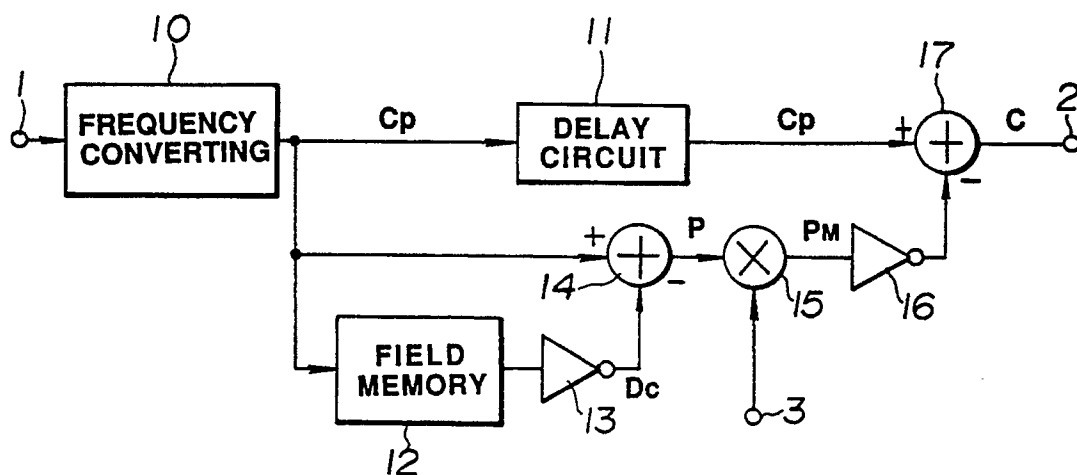 10
11
17
1
2
FREQUENCY
CONVERTING
Cp
DELAY
CIRCUIT
Cp
+
C
-
+
14
P
-
15
PM
16
FIELD
MEMORY
12
13
Dc
3